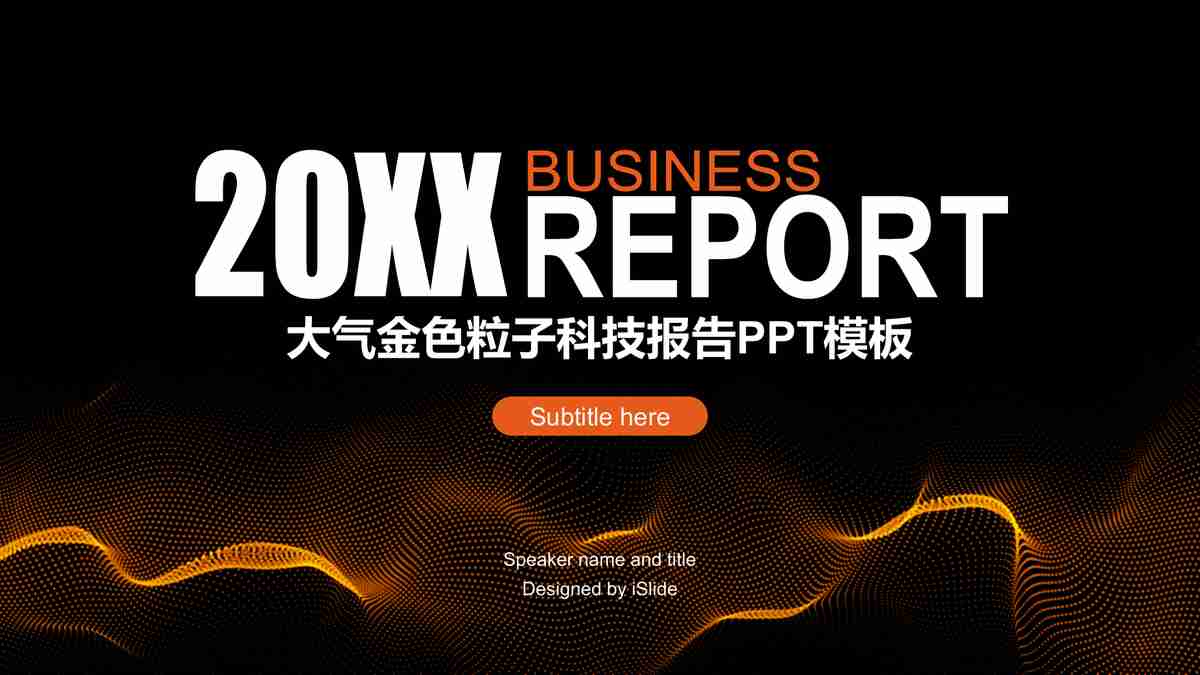 20XX
BUSINESS
REPORT
大气金色粒子科技报告PPT模板
Subtitle here
Speaker name and title
Designed by iSlide